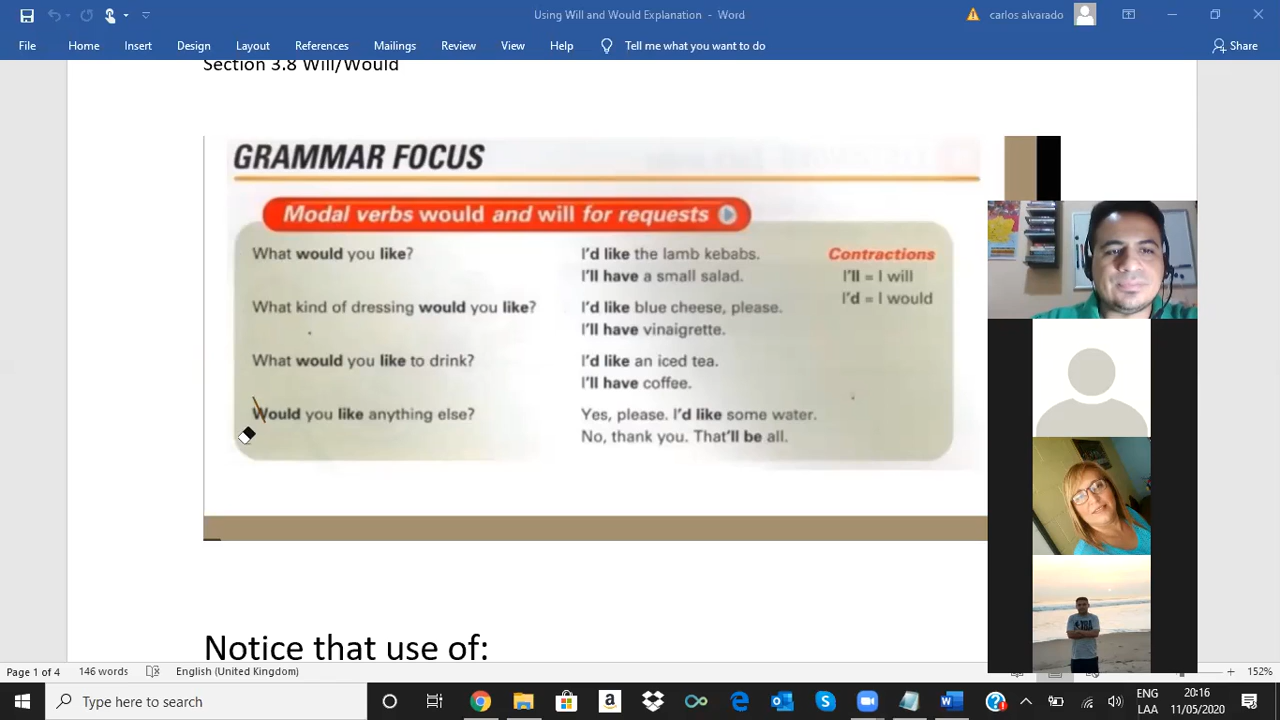 Using Will and Would Explanation - Word
carlos alvarado
File Home Insert Design Layout References Mailings Review View Help Tell me what you want to do Share
Section 3.8 Will/Would
GRAMMAR FOCUS
Modal verbs would and will for requests
What would you like?
I'd like the lamb kebabs.
I'll have a small salad.
What kind of dressing would you like?
I'd like blue cheese, please.
I'll have vinaigrette.
What would you like to drink?
I'd like an iced tea.
I'll have coffee.
Would you like anything else?
Yes, please. I'd like some water.
No, thank you. That'll be all.
Contractions
I'll = I will
I'd = I would
Notice that use of:
Page 1 of 4 146 words English (United Kingdom) 152%
Type here to search
ENG 20:16
LAA 11/05/2020